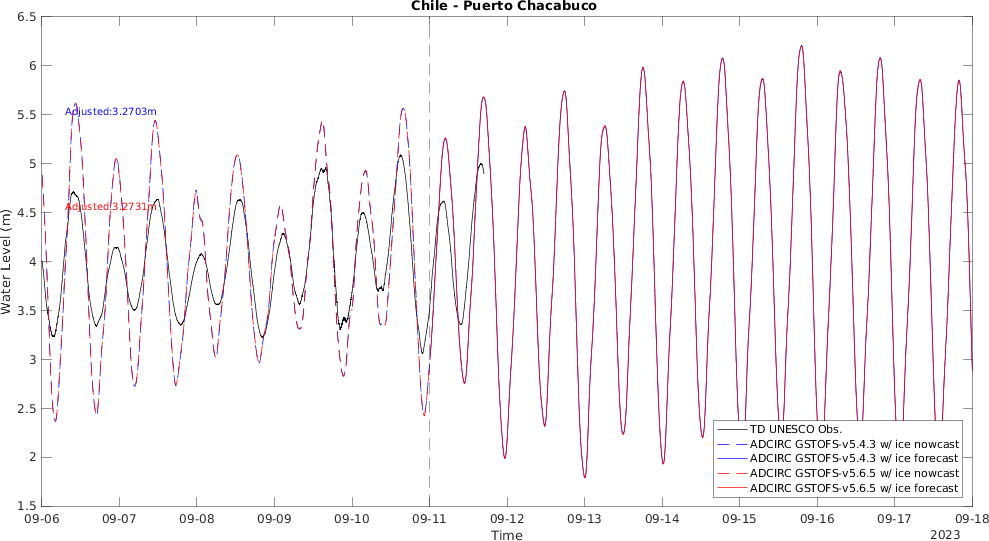 Chile - Puerto Chacabuco
6.5
6
5.5
5
4.5
4
3.5
3
2.5
2
1.5
Water Level (m)
Adjusted:3.2703m
Adjusted:3.2731m
TD UNESCO Obs.
ADCIRC GSTOFS-v5.4.3 w/ ice nowcast
ADCIRC GSTOFS-v5.4.3 w/ ice forecast
ADCIRC GSTOFS-v5.6.5 w/ ice nowcast
ADCIRC GSTOFS-v5.6.5 w/ ice forecast
09-06 09-07 09-08 09-09 09-10 09-11 09-12 09-13 09-14 09-15 09-16 09-17 09-18
Time
2023